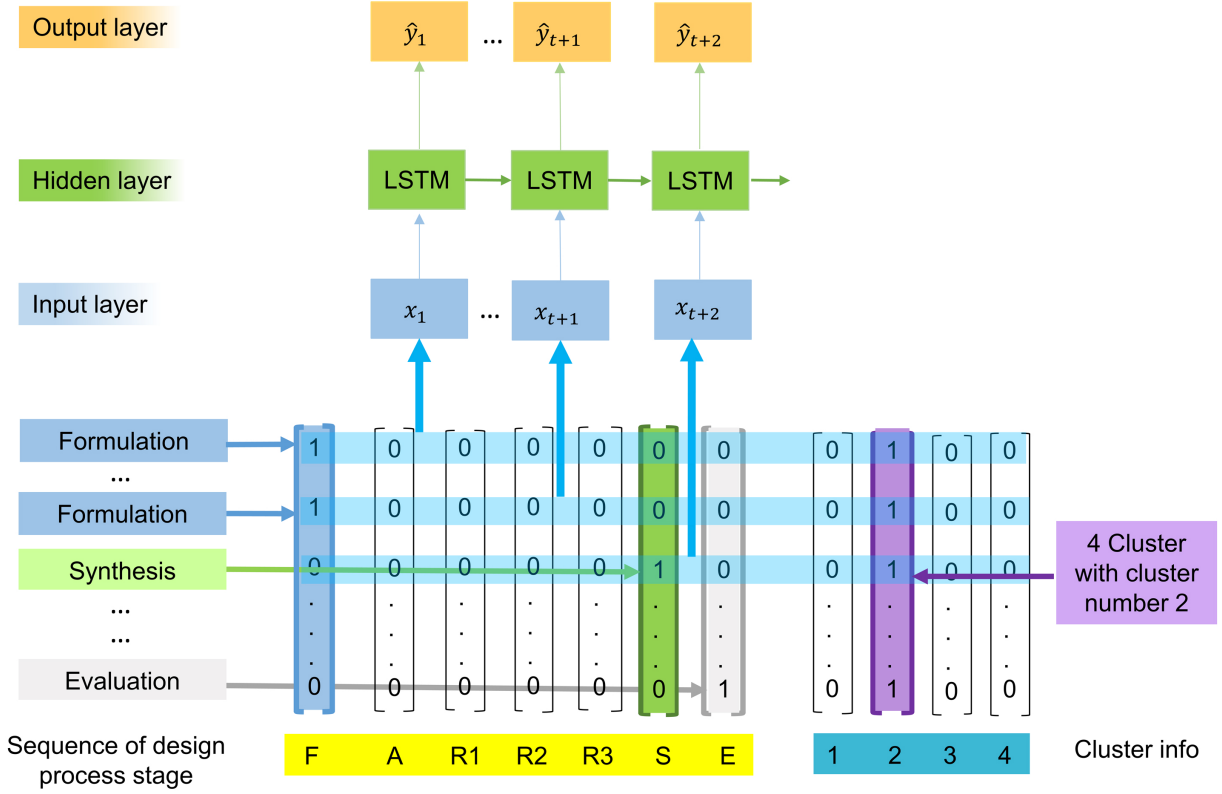 Output layer
ŷ₁ ... ŷₜ₊₁ ŷₜ₊₂
Hidden layer
LSTM LSTM LSTM
Input layer
x₁ ... xₜ₊₁ xₜ₊₂
Formulation 1 0 0 0 0 0 0 0 1 0 0
...
Formulation 1 0 0 0 0 0 0 0 1 0 0
Synthesis 0 0 0 0 0 1 0 0 1 0 0
... . . . . . . . . . . .
... . . . . . . . . . . .
. . . . . . . . . . .
Evaluation 0 0 0 0 0 0 1 0 1 0 0
4 Cluster
with cluster
number 2
Sequence of design
process stage
F A R1 R2 R3 S E
1 2 3 4
Cluster info